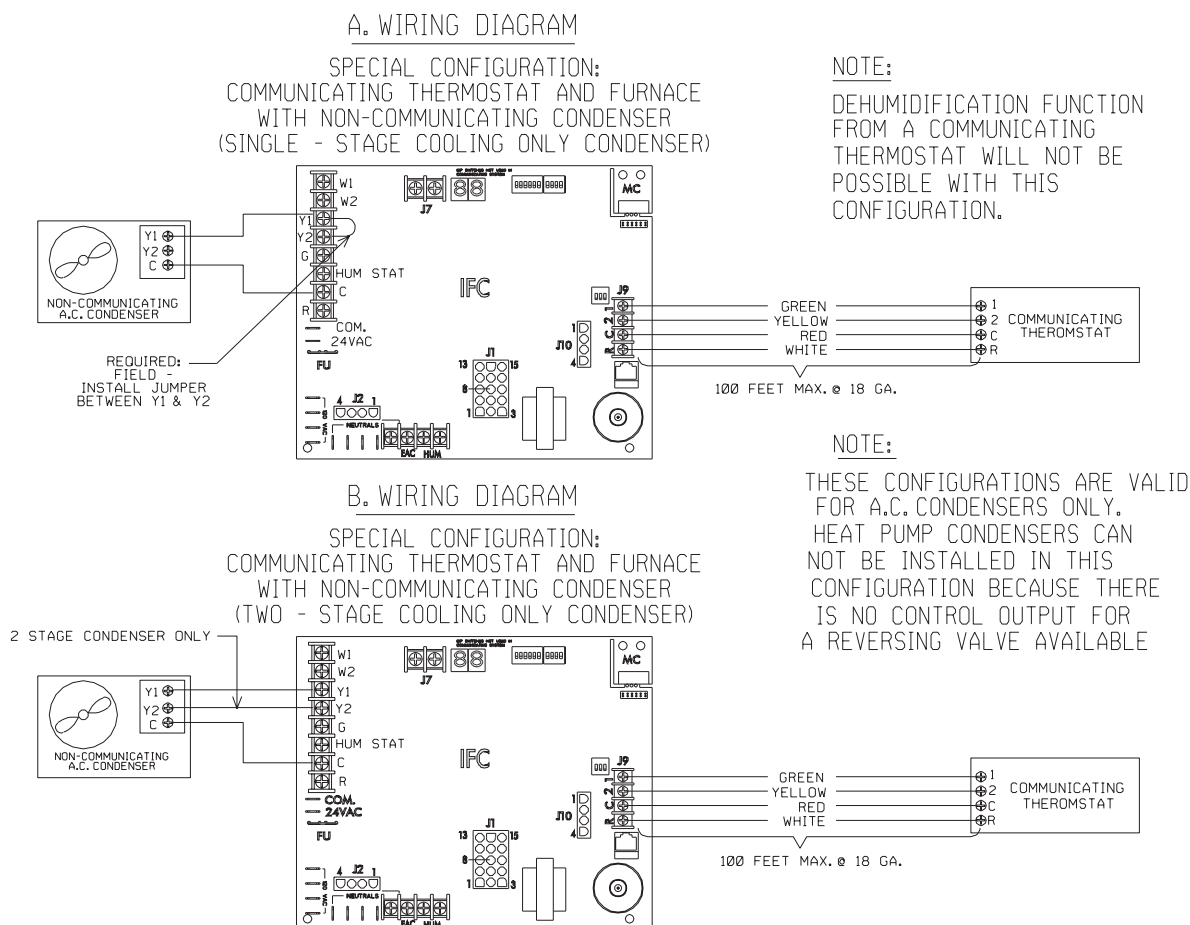 A. WIRING DIAGRAM
SPECIAL CONFIGURATION:
COMMUNICATING THERMOSTAT AND FURNACE
WITH NON-COMMUNICATING CONDENSER
(SINGLE - STAGE COOLING ONLY CONDENSER)
NOTE:
DEHUMIDIFICATION FUNCTION
FROM A COMMUNICATING
THERMOSTAT WILL NOT BE
POSSIBLE WITH THIS
CONFIGURATION.
Y1
Y2
C
NON-COMMUNICATING
A.C. CONDENSER
REQUIRED:
FIELD -
INSTALL JUMPER
BETWEEN Y1 & Y2
W1
W2
Y1
Y2
G
HUM STAT
C
R
COM.
24VAC
FU
J7
88
MC
IFC
J9
1
2
C
R
1
J10
4
J1
13
15
8
1
3
4
J2
1
NEUTRALS
EAC
HUM
GREEN
YELLOW
RED
WHITE
1
2
C
R
COMMUNICATING
THEROMSTAT
100 FEET MAX. @ 18 GA.
NOTE:
THESE CONFIGURATIONS ARE VALID
FOR A.C. CONDENSERS ONLY.
HEAT PUMP CONDENSERS CAN
NOT BE INSTALLED IN THIS
CONFIGURATION BECAUSE THERE
IS NO CONTROL OUTPUT FOR
A REVERSING VALVE AVAILABLE
B. WIRING DIAGRAM
SPECIAL CONFIGURATION:
COMMUNICATING THERMOSTAT AND FURNACE
WITH NON-COMMUNICATING CONDENSER
(TWO - STAGE COOLING ONLY CONDENSER)
2 STAGE CONDENSER ONLY
Y1
Y2
C
NON-COMMUNICATING
A.C. CONDENSER
W1
W2
Y1
Y2
G
HUM STAT
C
R
COM.
24VAC
FU
J7
88
MC
IFC
J9
1
2
C
R
1
J10
4
J1
13
15
8
1
3
4
J2
1
NEUTRALS
EAC
HUM
GREEN
YELLOW
RED
WHITE
1
2
C
R
COMMUNICATING
THEROMSTAT
100 FEET MAX. @ 18 GA.